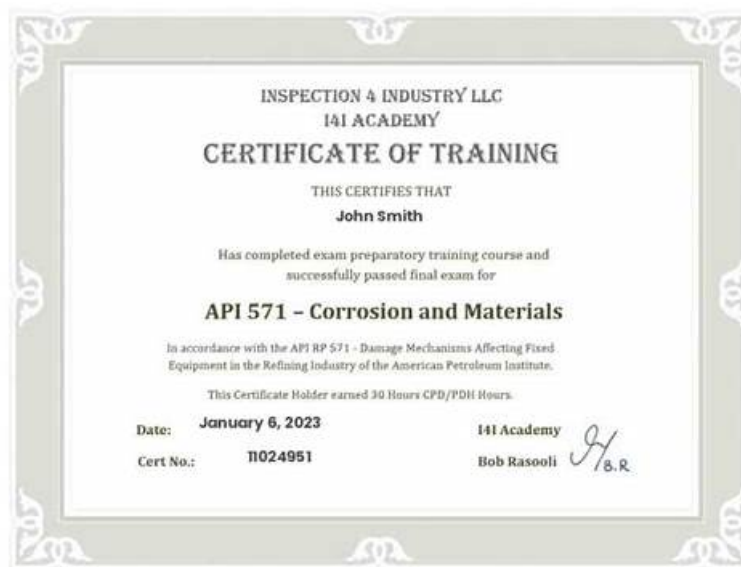 INSPECTION 4 INDUSTRY LLC
I4I ACADEMY
CERTIFICATE OF TRAINING
THIS CERTIFIES THAT
John Smith
Has completed exam preparatory training course and
successfully passed final exam for
API 571 – Corrosion and Materials
In accordance with the API RP 571 - Damage Mechanisms Affecting Fixed
Equipment in the Refining Industry of the American Petroleum Institute.
This Certificate Holder earned 30 Hours CPD/PDH Hours.
Date: January 6, 2023
I4I Academy
Cert No.: 11024951
Bob Rasooli
B.R